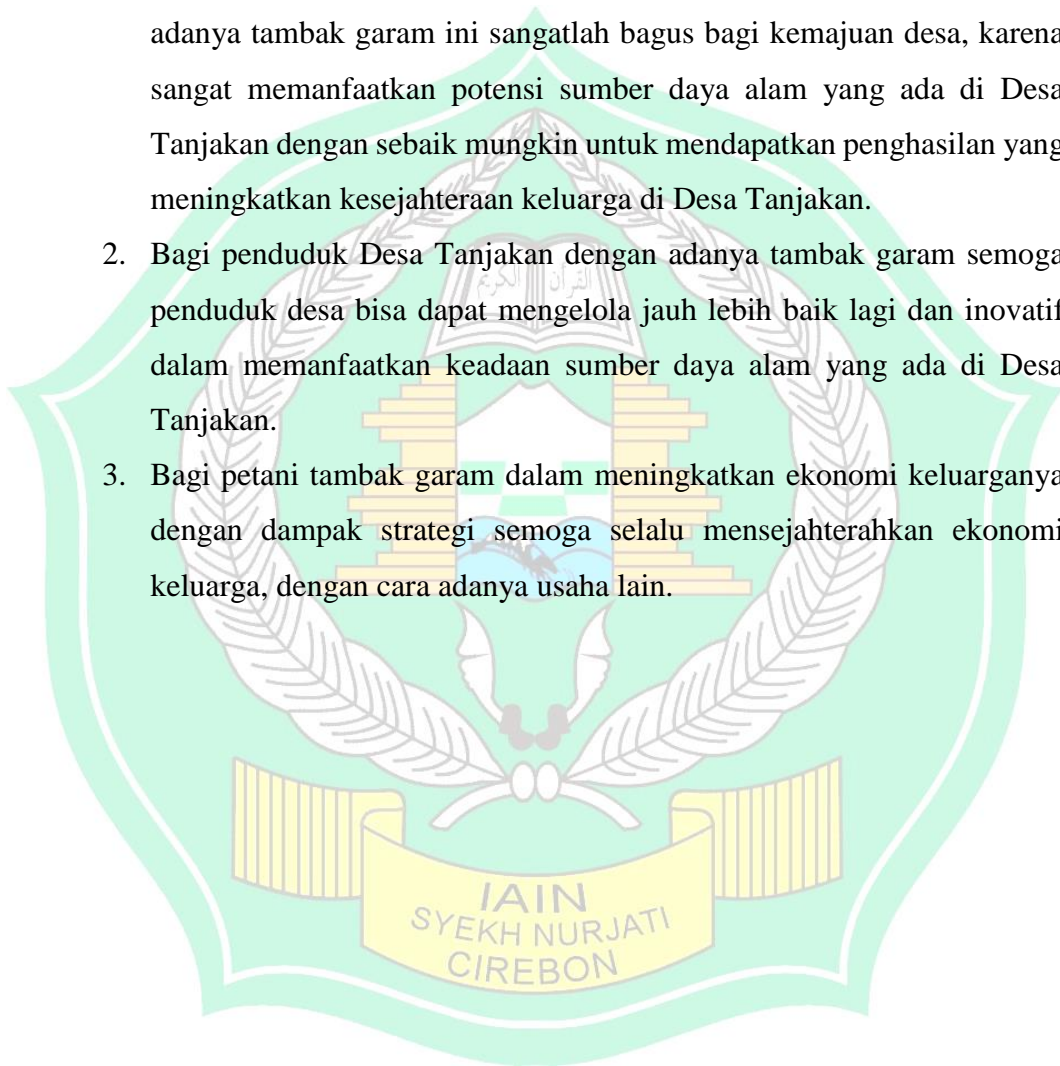 adanya tambak garam ini sangatlah bagus bagi kemajuan desa, karena
sangat memanfaatkan potensi sumber daya alam yang ada di Desa
Tanjakan dengan sebaik mungkin untuk mendapatkan penghasilan yang
meningkatkan kesejahteraan keluarga di Desa Tanjakan.
2. Bagi penduduk Desa Tanjakan dengan adanya tambak garam semoga
penduduk desa bisa dapat mengelola jauh lebih baik lagi dan inovatif
dalam memanfaatkan keadaan sumber daya alam yang ada di Desa
Tanjakan.
3. Bagi petani tambak garam dalam meningkatkan ekonomi keluarganya
dengan dampak strategi semoga selalu mensejahterahkan ekonomi
keluarga, dengan cara adanya usaha lain.
القرآن الكريم
IAIN
SYEKH NURJATI
CIREBON